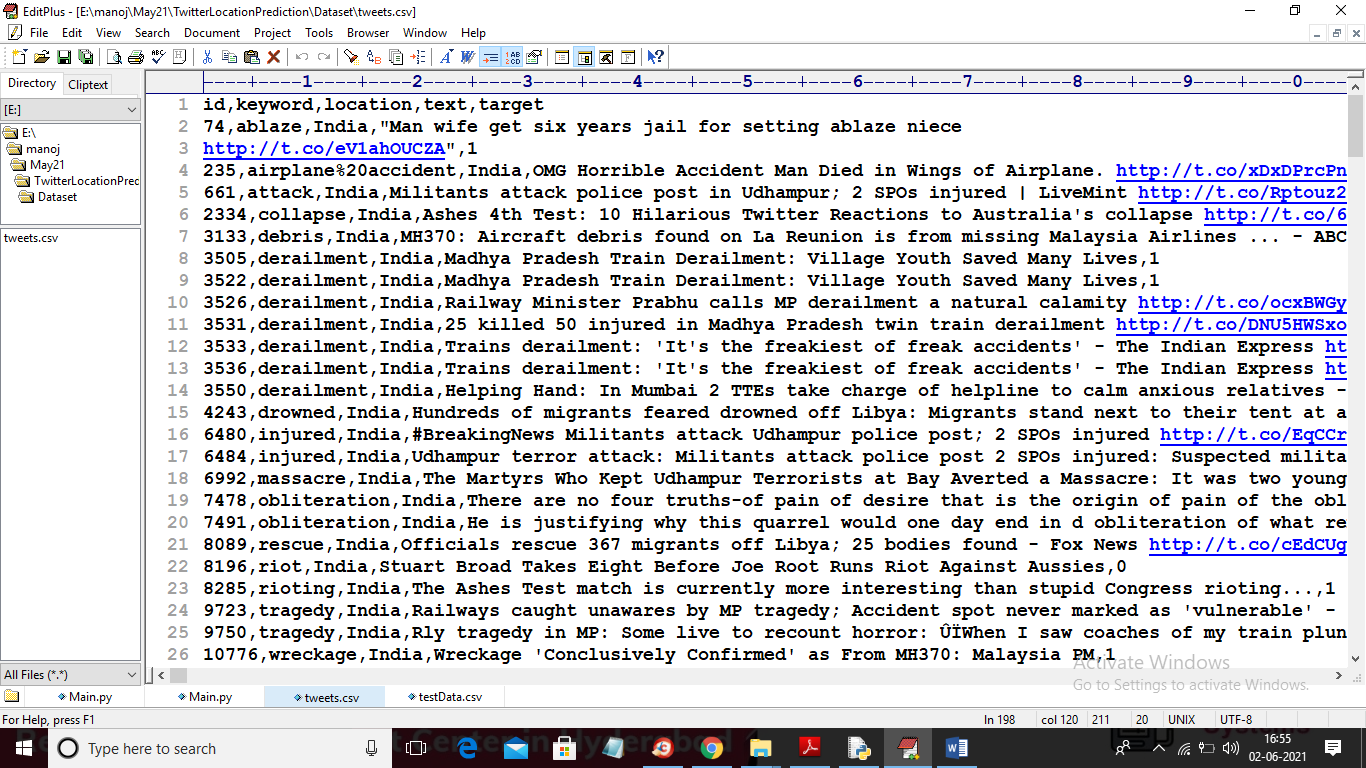 EditPlus - [E:\manoj\May21\TwitterLocationPrediction\Dataset\tweets.csv]
File Edit View Search Document Project Tools Browser Window Help
Directory Cliptext
----+----1----+----2----+----3----+----4----+----5----+----6----+----7----+----8----+----9----+----0----
[E:]
E:\
manoj
May21
TwitterLocationPred
Dataset
tweets.csv
1 id,keyword,location,text,target
2 74,ablaze,India,"Man wife get six years jail for setting ablaze niece
3 http://t.co/eV1ahOUCZA",1
4 235,airplane%20accident,India,OMG Horrible Accident Man Died in Wings of Airplane. http://t.co/xDxDPrcPn
5 661,attack,India,Militants attack police post in Udhampur; 2 SPOs injured | LiveMint http://t.co/Rptouz2
6 2334,collapse,India,Ashes 4th Test: 10 Hilarious Twitter Reactions to Australia's collapse http://t.co/6
7 3133,debris,India,MH370: Aircraft debris found on La Reunion is from missing Malaysia Airlines ... - ABC
8 3505,derailment,India,Madhya Pradesh Train Derailment: Village Youth Saved Many Lives,1
9 3522,derailment,India,Madhya Pradesh Train Derailment: Village Youth Saved Many Lives,1
10 3526,derailment,India,Railway Minister Prabhu calls MP derailment a natural calamity http://t.co/ocxBWGy
11 3531,derailment,India,25 killed 50 injured in Madhya Pradesh twin train derailment http://t.co/DNU5HWSxo
12 3533,derailment,India,Trains derailment: 'It's the freakiest of freak accidents' - The Indian Express ht
13 3536,derailment,India,Trains derailment: 'It's the freakiest of freak accidents' - The Indian Express ht
14 3550,derailment,India,Helping Hand: In Mumbai 2 TTEs take charge of helpline to calm anxious relatives -
15 4243,drowned,India,Hundreds of migrants feared drowned off Libya: Migrants stand next to their tent at a
16 6480,injured,India,#BreakingNews Militants attack Udhampur police post; 2 SPOs injured http://t.co/EqCCr
17 6484,injured,India,Udhampur terror attack: Militants attack police post 2 SPOs injured: Suspected milita
18 6992,massacre,India,The Martyrs Who Kept Udhampur Terrorists at Bay Averted a Massacre: It was two young
19 7478,obliteration,India,There are no four truths-of pain of desire that is the origin of pain of the obl
20 7491,obliteration,India,He is justifying why this quarrel would one day end in d obliteration of what re
21 8089,rescue,India,Officials rescue 367 migrants off Libya; 25 bodies found - Fox News http://t.co/cEdCUg
22 8196,riot,India,Stuart Broad Takes Eight Before Joe Root Runs Riot Against Aussies,0
23 8285,rioting,India,The Ashes Test match is currently more interesting than stupid Congress rioting...,1
24 9723,tragedy,India,Railways caught unawares by MP tragedy; Accident spot never marked as 'vulnerable' -
25 9750,tragedy,India,Rly tragedy in MP: Some live to recount horror: ÛÏWhen I saw coaches of my train plun
26 10776,wreckage,India,Wreckage 'Conclusively Confirmed' as From MH370: Malaysia PM,1
Activate Windows
Go to Settings to activate Windows.
All Files (*.*)
Main.py Main.py tweets.csv testData.csv
For Help, press F1 ln 198 col 120 211 20 UNIX UTF-8
Type here to search
16:55
02-06-2021